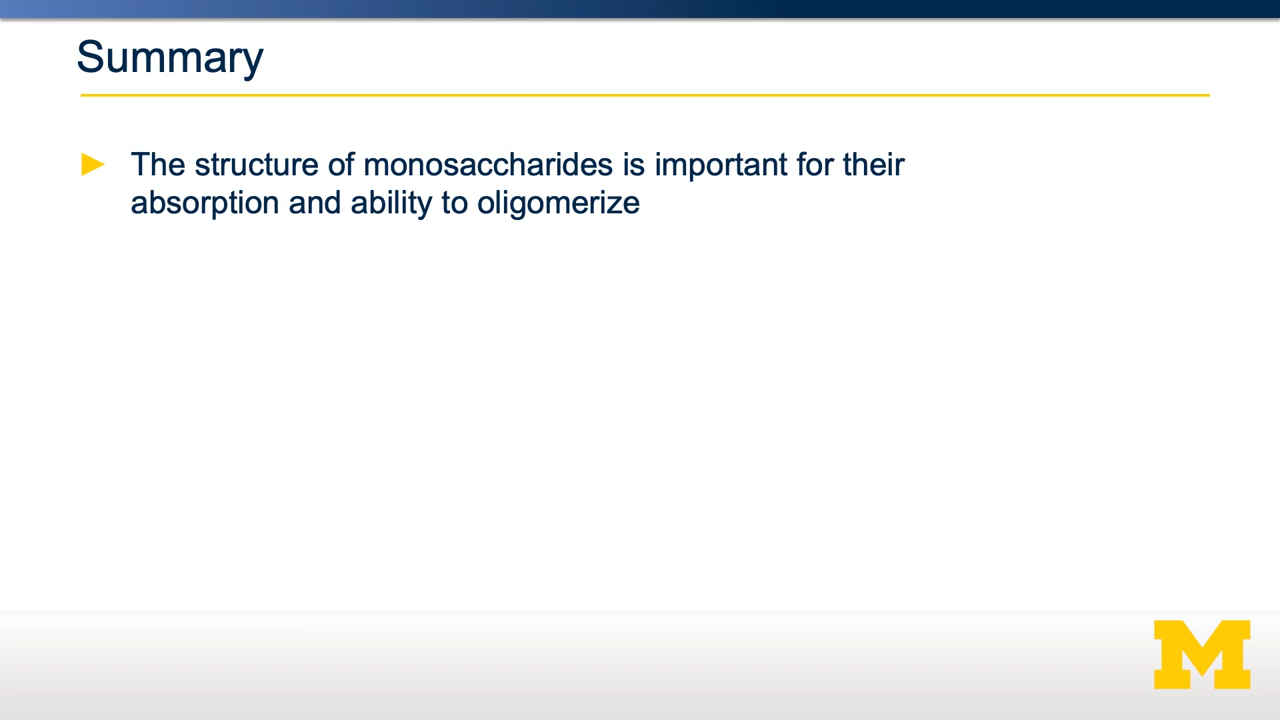 Summary
The structure of monosaccharides is important for their
absorption and ability to oligomerize
M